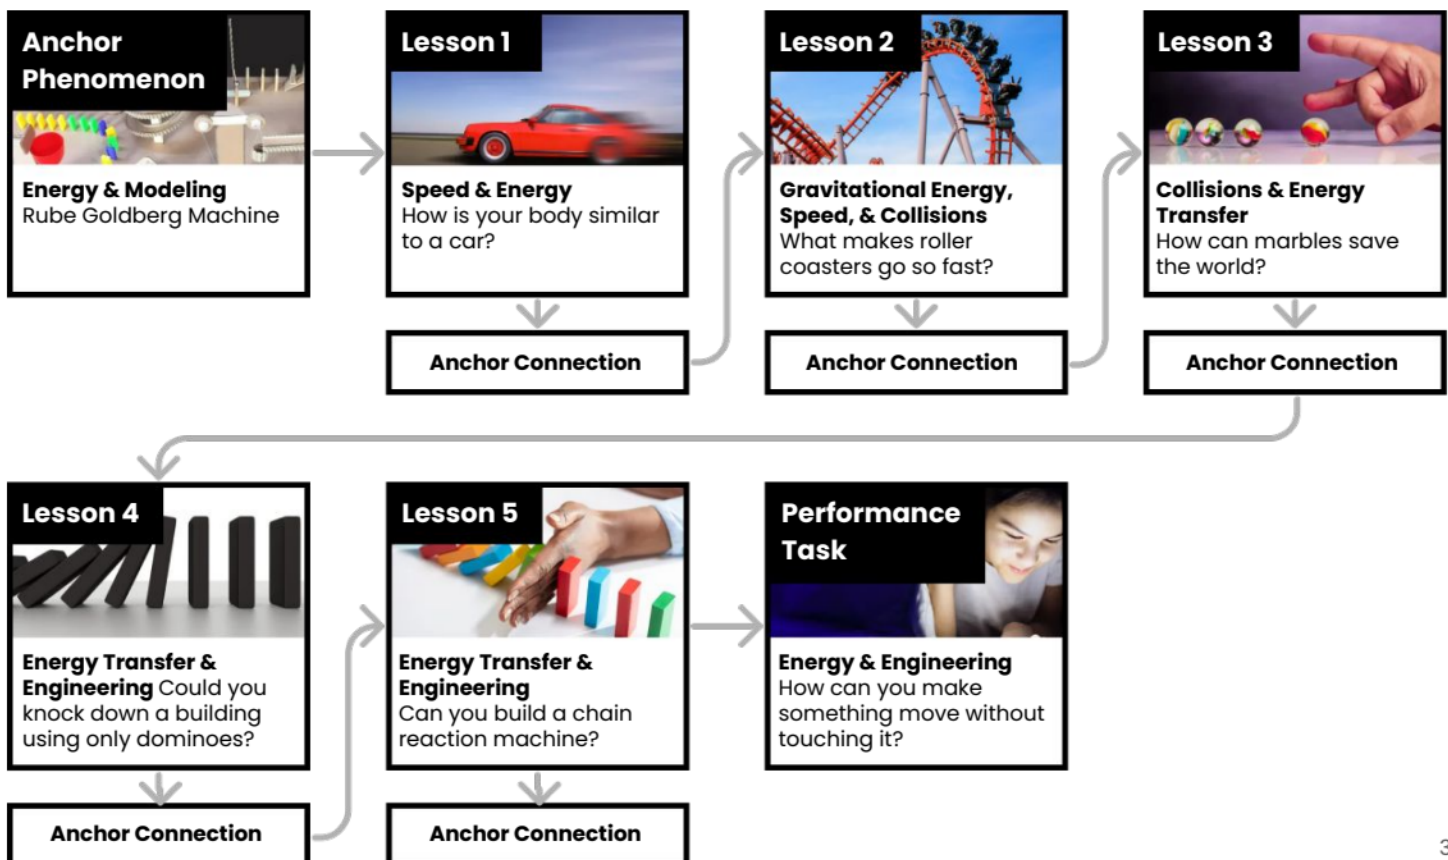 Anchor
Phenomenon
Energy & Modeling
Rube Goldberg Machine
Lesson 1
Speed & Energy
How is your body similar
to a car?
Anchor Connection
Lesson 2
Gravitational Energy,
Speed, & Collisions
What makes roller
coasters go so fast?
Anchor Connection
Lesson 3
Collisions & Energy
Transfer
How can marbles save
the world?
Anchor Connection
Lesson 4
Energy Transfer &
Engineering Could you
knock down a building
using only dominoes?
Anchor Connection
Lesson 5
Energy Transfer &
Engineering
Can you build a chain
reaction machine?
Anchor Connection
Performance
Task
Energy & Engineering
How can you make
something move without
touching it?
3